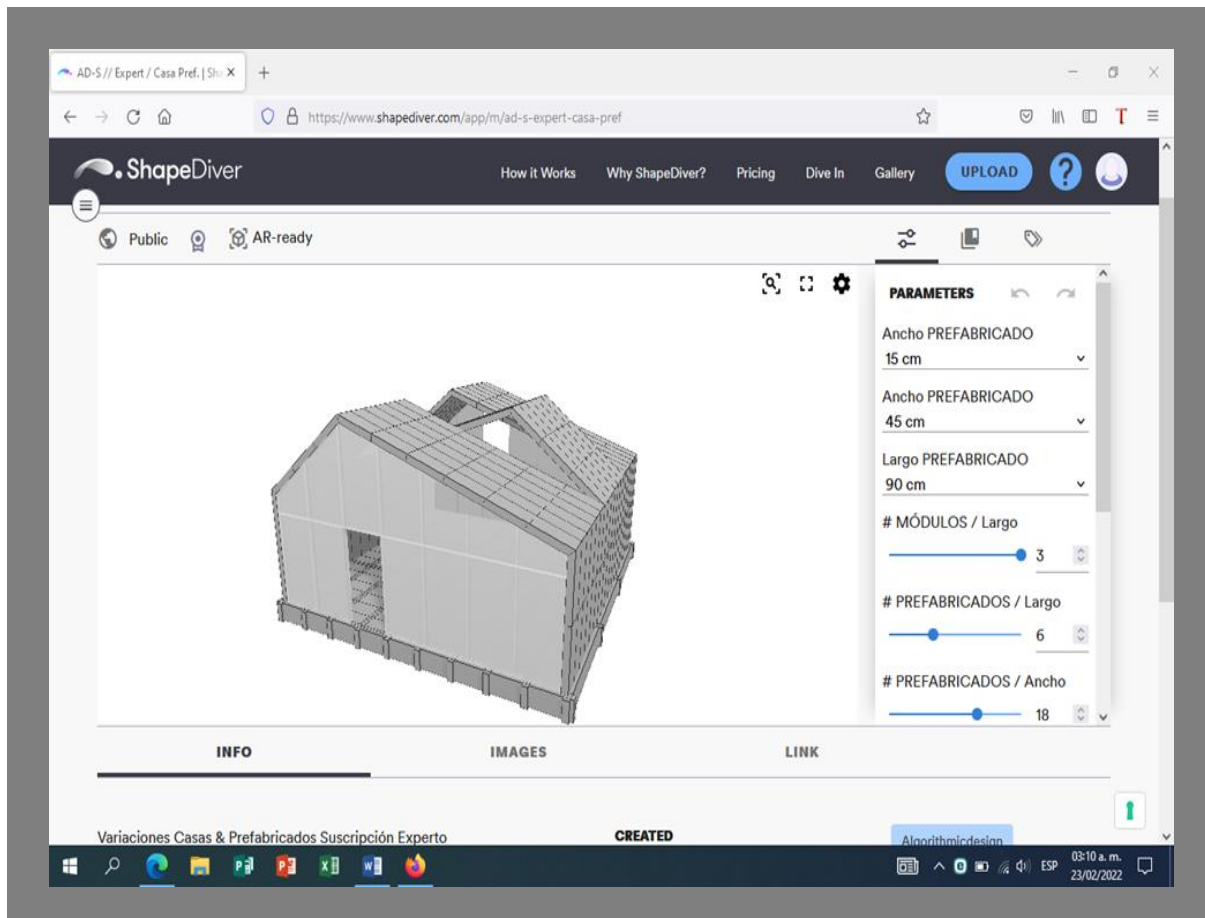 AD-S // Expert / Casa Pref. | Sha
https://www.shapediver.com/app/m/ad-s-expert-casa-pref
ShapeDiver
How it Works
Why ShapeDiver?
Pricing
Dive In
Gallery
UPLOAD
?
Public
AR-ready
PARAMETERS
Ancho PREFABRICADO
15 cm
Ancho PREFABRICADO
45 cm
Largo PREFABRICADO
90 cm
# MÓDULOS / Largo
3
# PREFABRICADOS / Largo
6
# PREFABRICADOS / Ancho
18
INFO
IMAGES
LINK
Variaciones Casas & Prefabricados Suscripción Experto
CREATED
Algorithmicdesign
ESP
03:10 a. m.
23/02/2022